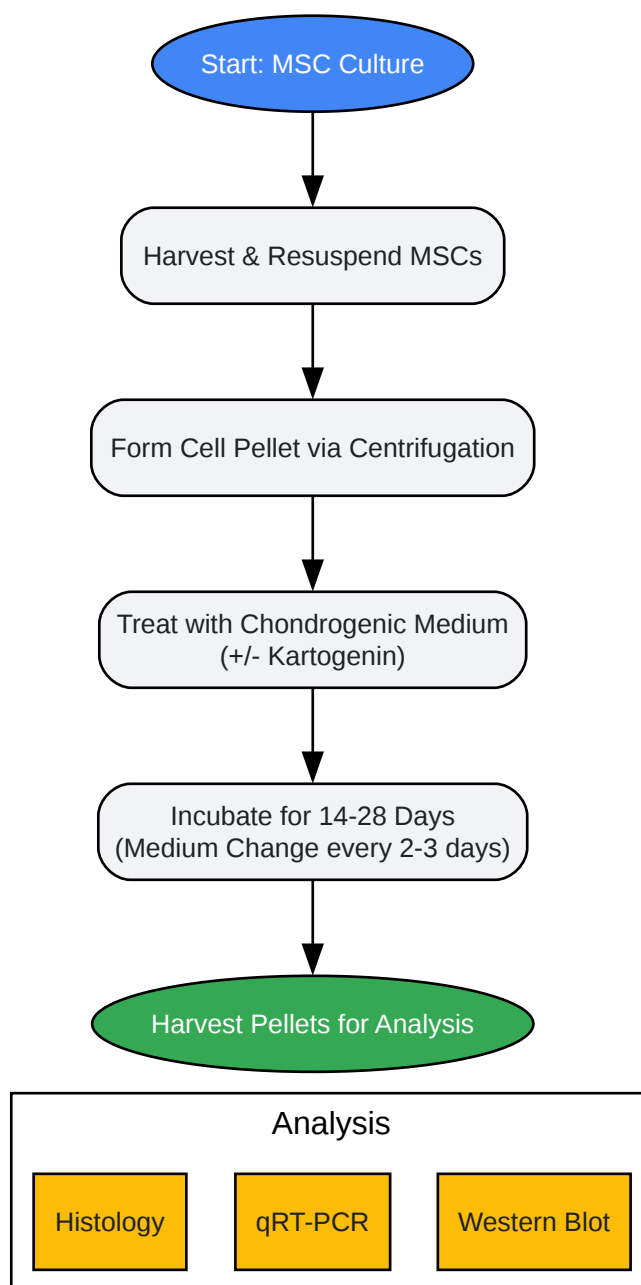 Start: MSC Culture
Harvest & Resuspend MSCs
Form Cell Pellet via Centrifugation
Treat with Chondrogenic Medium
(+/- Kartogenin)
Incubate for 14-28 Days
(Medium Change every 2-3 days)
Harvest Pellets for Analysis
Analysis
Histology
qRT-PCR
Western Blot